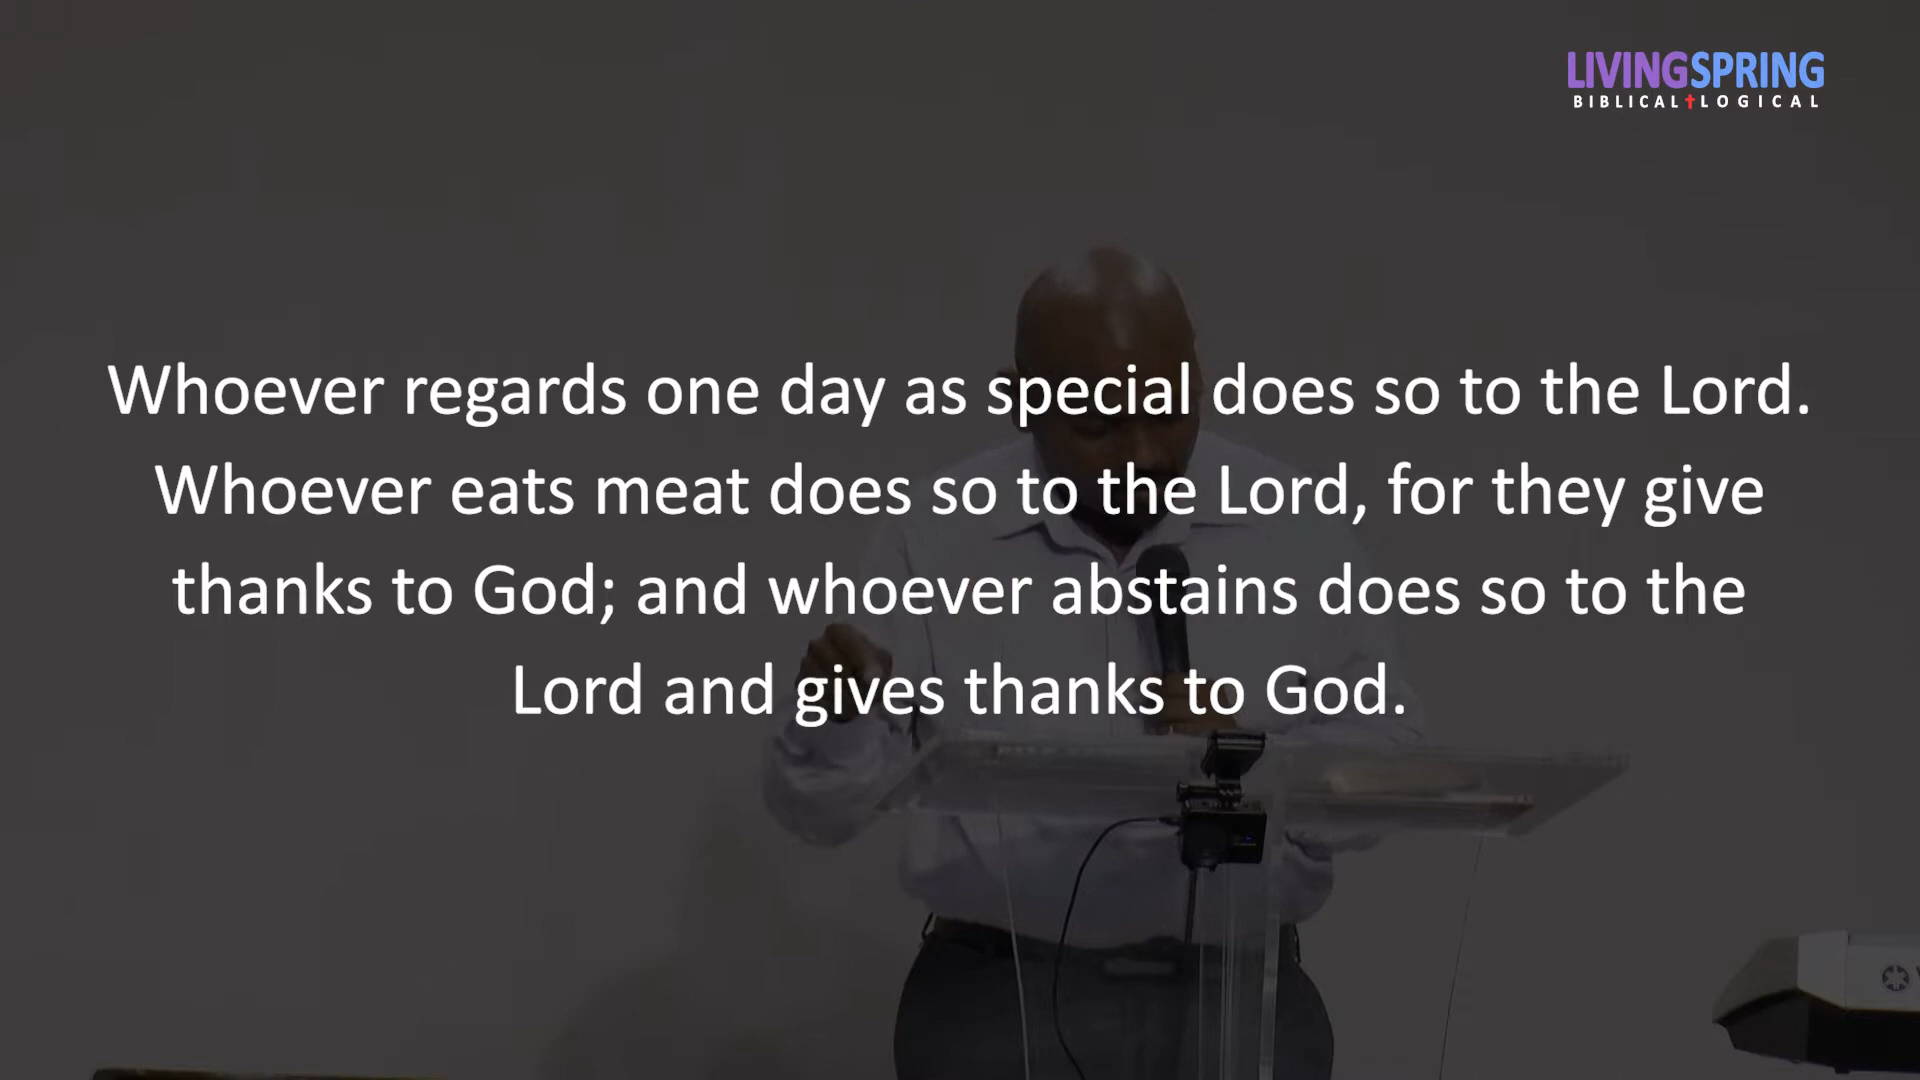 LIVINGSPRING
BIBLICAL✝LOGICAL
Whoever regards one day as special does so to the Lord.
Whoever eats meat does so to the Lord, for they give
thanks to God; and whoever abstains does so to the
Lord and gives thanks to God.